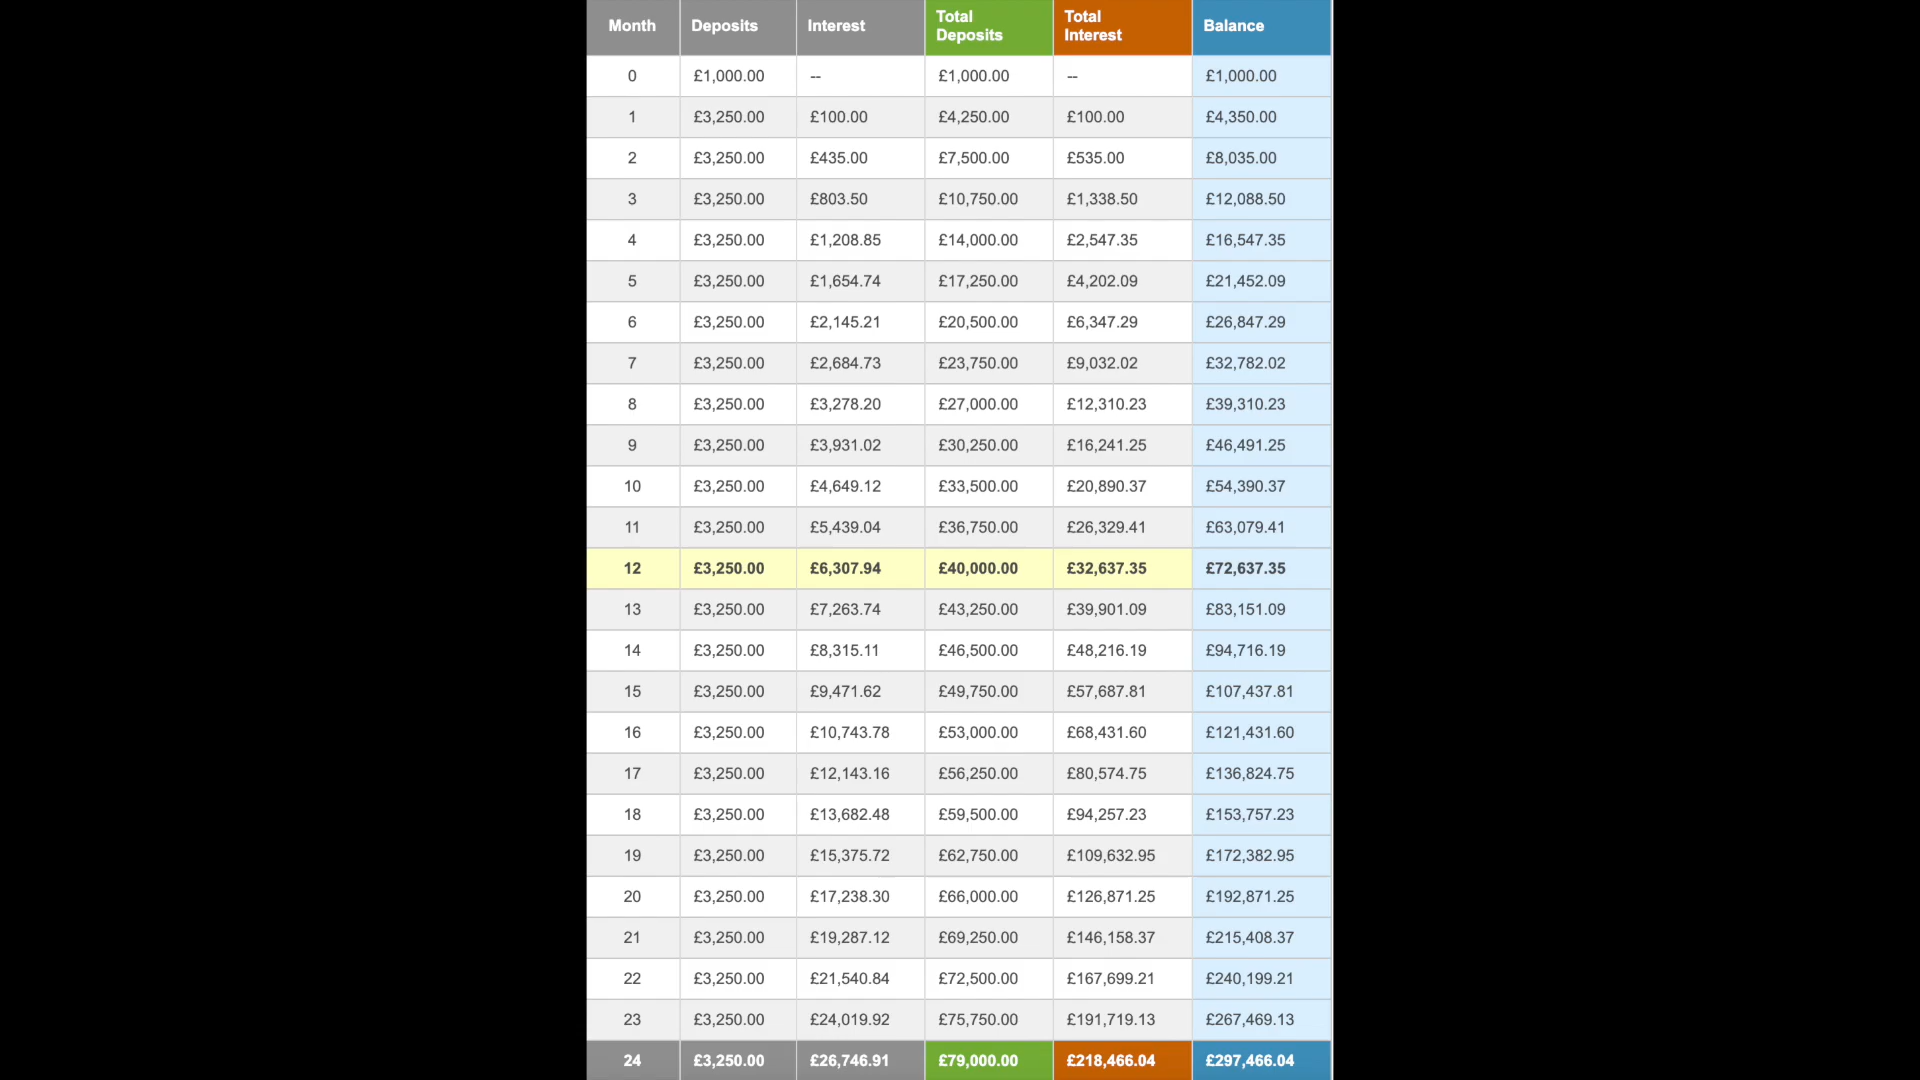 Month Deposits Interest Total Deposits Total Interest Balance
0 £1,000.00 -- £1,000.00 -- £1,000.00
1 £3,250.00 £100.00 £4,250.00 £100.00 £4,350.00
2 £3,250.00 £435.00 £7,500.00 £535.00 £8,035.00
3 £3,250.00 £803.50 £10,750.00 £1,338.50 £12,088.50
4 £3,250.00 £1,208.85 £14,000.00 £2,547.35 £16,547.35
5 £3,250.00 £1,654.74 £17,250.00 £4,202.09 £21,452.09
6 £3,250.00 £2,145.21 £20,500.00 £6,347.29 £26,847.29
7 £3,250.00 £2,684.73 £23,750.00 £9,032.02 £32,782.02
8 £3,250.00 £3,278.20 £27,000.00 £12,310.23 £39,310.23
9 £3,250.00 £3,931.02 £30,250.00 £16,241.25 £46,491.25
10 £3,250.00 £4,649.12 £33,500.00 £20,890.37 £54,390.37
11 £3,250.00 £5,439.04 £36,750.00 £26,329.41 £63,079.41
12 £3,250.00 £6,307.94 £40,000.00 £32,637.35 £72,637.35
13 £3,250.00 £7,263.74 £43,250.00 £39,901.09 £83,151.09
14 £3,250.00 £8,315.11 £46,500.00 £48,216.19 £94,716.19
15 £3,250.00 £9,471.62 £49,750.00 £57,687.81 £107,437.81
16 £3,250.00 £10,743.78 £53,000.00 £68,431.60 £121,431.60
17 £3,250.00 £12,143.16 £56,250.00 £80,574.75 £136,824.75
18 £3,250.00 £13,682.48 £59,500.00 £94,257.23 £153,757.23
19 £3,250.00 £15,375.72 £62,750.00 £109,632.95 £172,382.95
20 £3,250.00 £17,238.30 £66,000.00 £126,871.25 £192,871.25
21 £3,250.00 £19,287.12 £69,250.00 £146,158.37 £215,408.37
22 £3,250.00 £21,540.84 £72,500.00 £167,699.21 £240,199.21
23 £3,250.00 £24,019.92 £75,750.00 £191,719.13 £267,469.13
24 £3,250.00 £26,746.91 £79,000.00 £218,466.04 £297,466.04